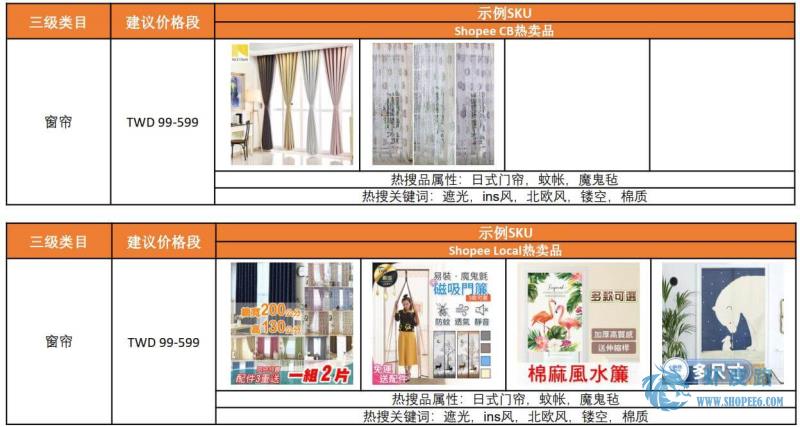 三级类目
建议价格段
示例SKU
Shopee CB热卖品
窗帘
TWD 99-599
热搜品属性：日式门帘，蚊帐，魔鬼毡
热搜关键词：遮光，ins风，北欧风，镂空，棉质
三级类目
建议价格段
示例SKU
Shopee Local热卖品
窗帘
TWD 99-599
總寬200公分
高130公分
配件3重送
一組2片
易裝·魔鬼氈
磁吸門簾
防蚊
透氣
靜音
免運
送配件
多款可選
加厚高質感
送伸縮桿
棉麻風水簾
多尺寸
WWW.SHOPEE6.COM
热搜品属性：日式门帘，蚊帐，魔鬼毡
热搜关键词：遮光，ins风，北欧风，镂空，棉质